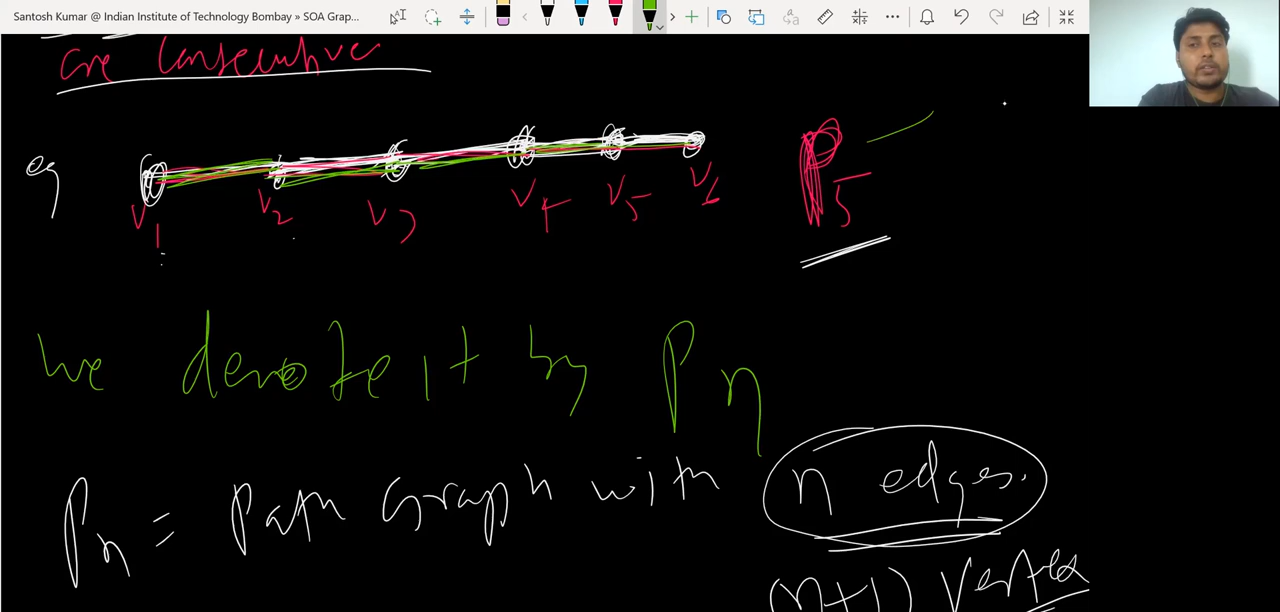 Santosh Kumar @ Indian Institute of Technology Bombay » SOA Grap...
are consecutive
eg
V1 V2 V3 V4 V5 V6 P5
we denote it by Pn
Pn = Path Graph with n edges.
(n+1) vertex